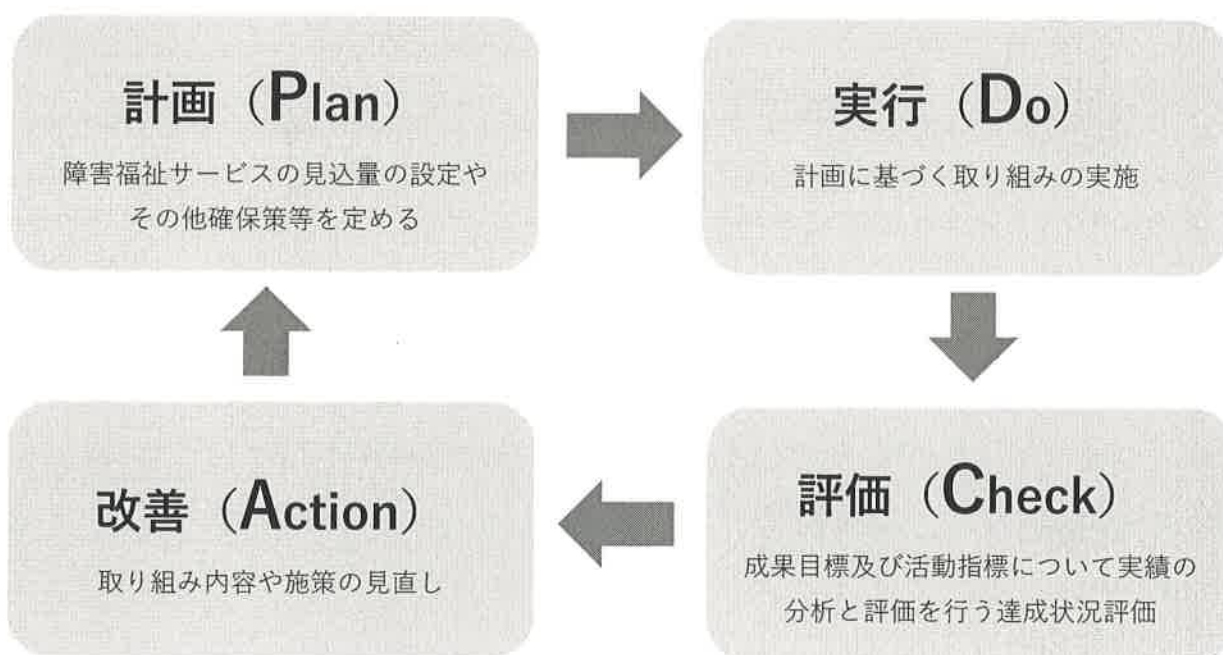 計画（Plan）
障害福祉サービスの見込量の設定や
その他確保策等を定める
実行（Do）
計画に基づく取り組みの実施
評価（Check）
成果目標及び活動指標について実績の
分析と評価を行う達成状況評価
改善（Action）
取り組み内容や施策の見直し